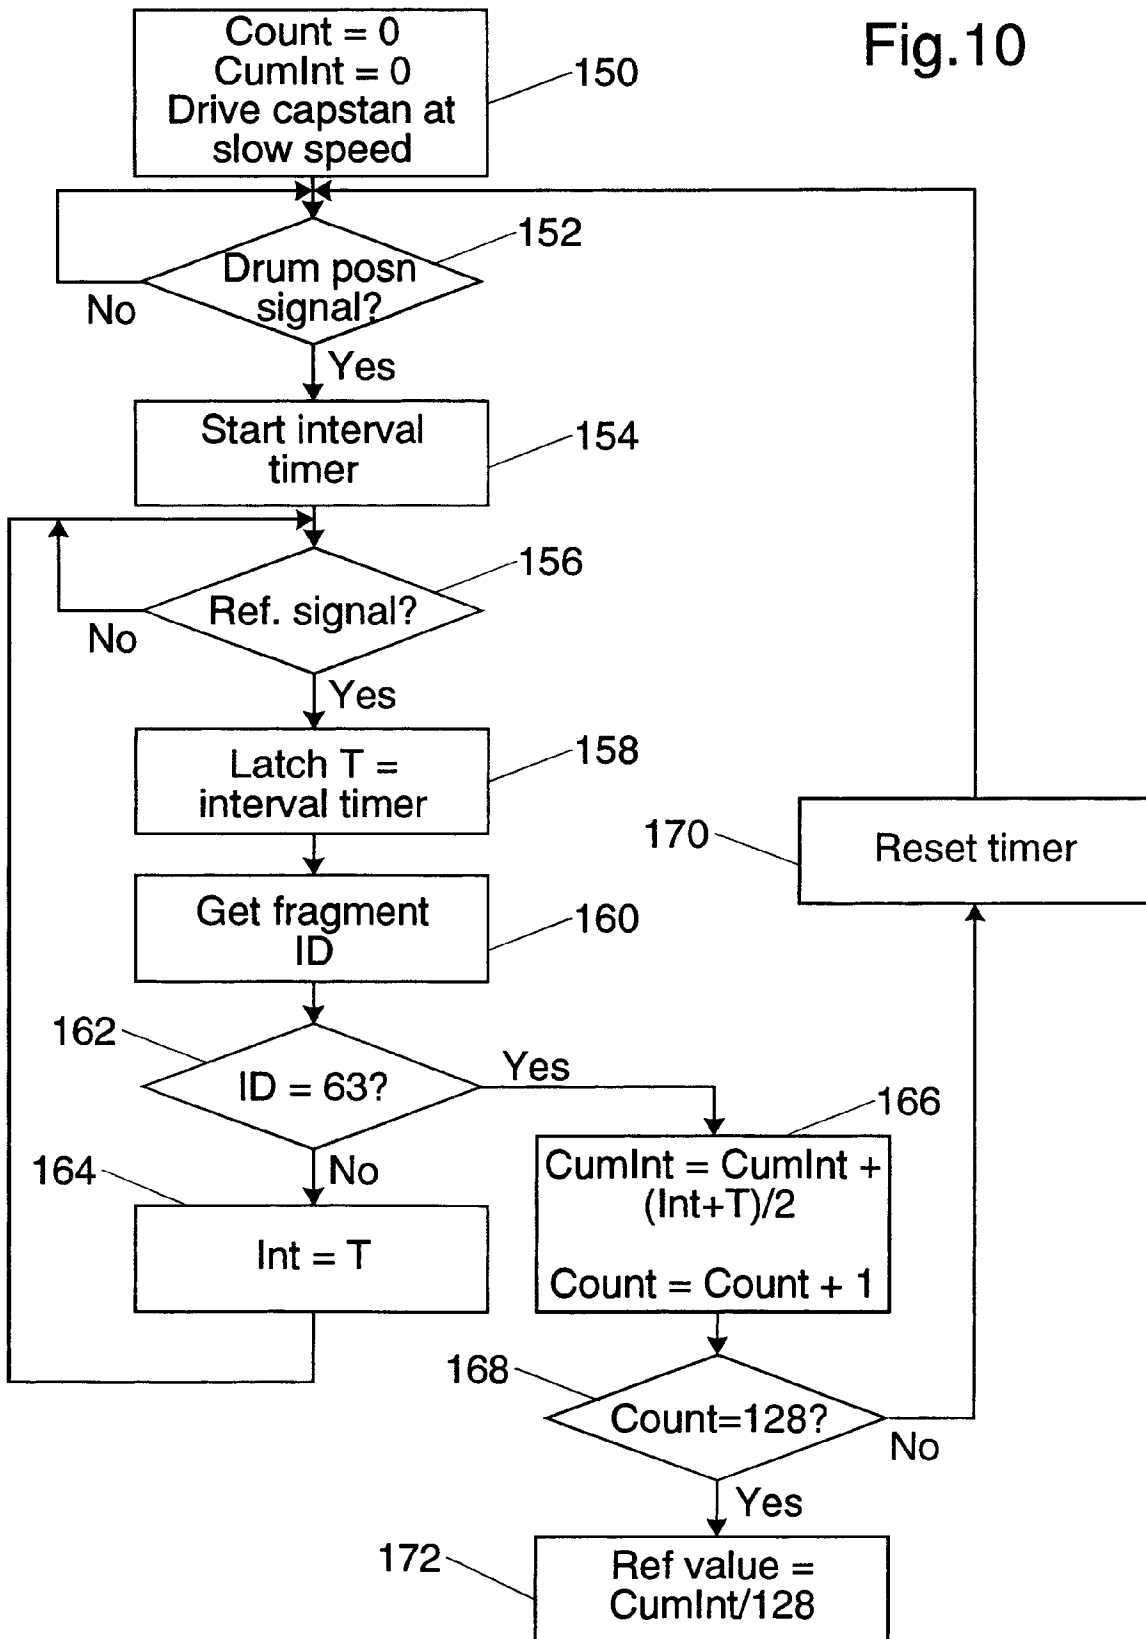 Fig.10
Count = 0
CumInt = 0
Drive capstan at
slow speed
150
152
Drum posn
signal?
No
Yes
Start interval
timer
154
156
Ref. signal?
No
Yes
Latch T =
interval timer
158
170
Reset timer
Get fragment
ID
160
162
ID = 63?
Yes
No
166
CumInt = CumInt +
(Int+T)/2
Count = Count + 1
164
Int = T
168
Count=128?
No
Yes
172
Ref value =
CumInt/128